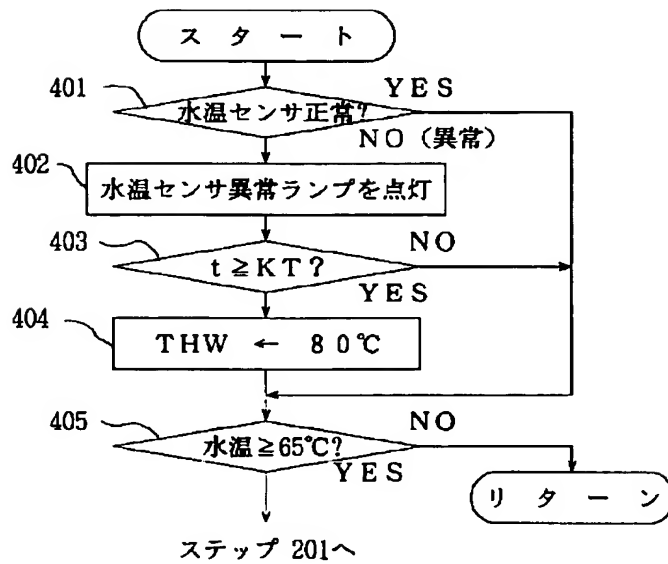 スタート
401
YES
水温センサ正常?
NO (異常)
402
水温センサ異常ランプを点灯
403
NO
t≧KT?
YES
404
THW ← 80℃
405
NO
水温≧65℃?
YES
リターン
ステップ 201へ